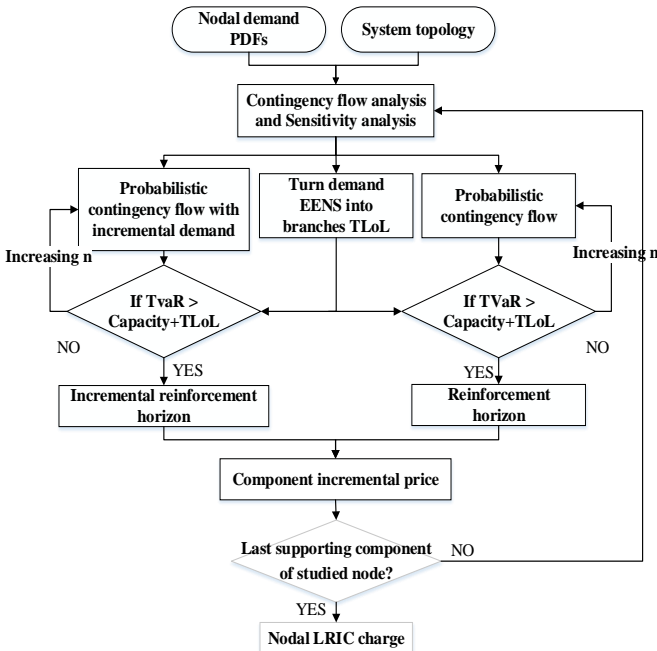 Nodal demand
PDFs
System topology
Contingency flow analysis
and Sensitivity analysis
Probabilistic
contingency flow with
incremental demand
Turn demand
EENS into
branches TLoL
Probabilistic
contingency flow
Increasing n
Increasing n
If TvaR >
Capacity+TLoL
If TVaR >
Capacity+TLoL
NO
YES
YES
NO
Incremental reinforcement
horizon
Reinforcement
horizon
Component incremental price
Last supporting component
of studied node?
NO
YES
Nodal LRIC charge